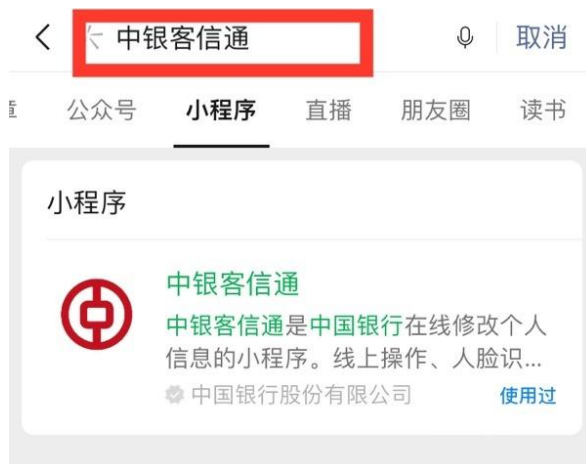 中银客信通 取消
公众号 小程序 直播 朋友圈 读书
小程序
中银客信通
中银客信通是中国银行在线修改个人
信息的小程序。线上操作、人脸识...
中国银行股份有限公司 使用过